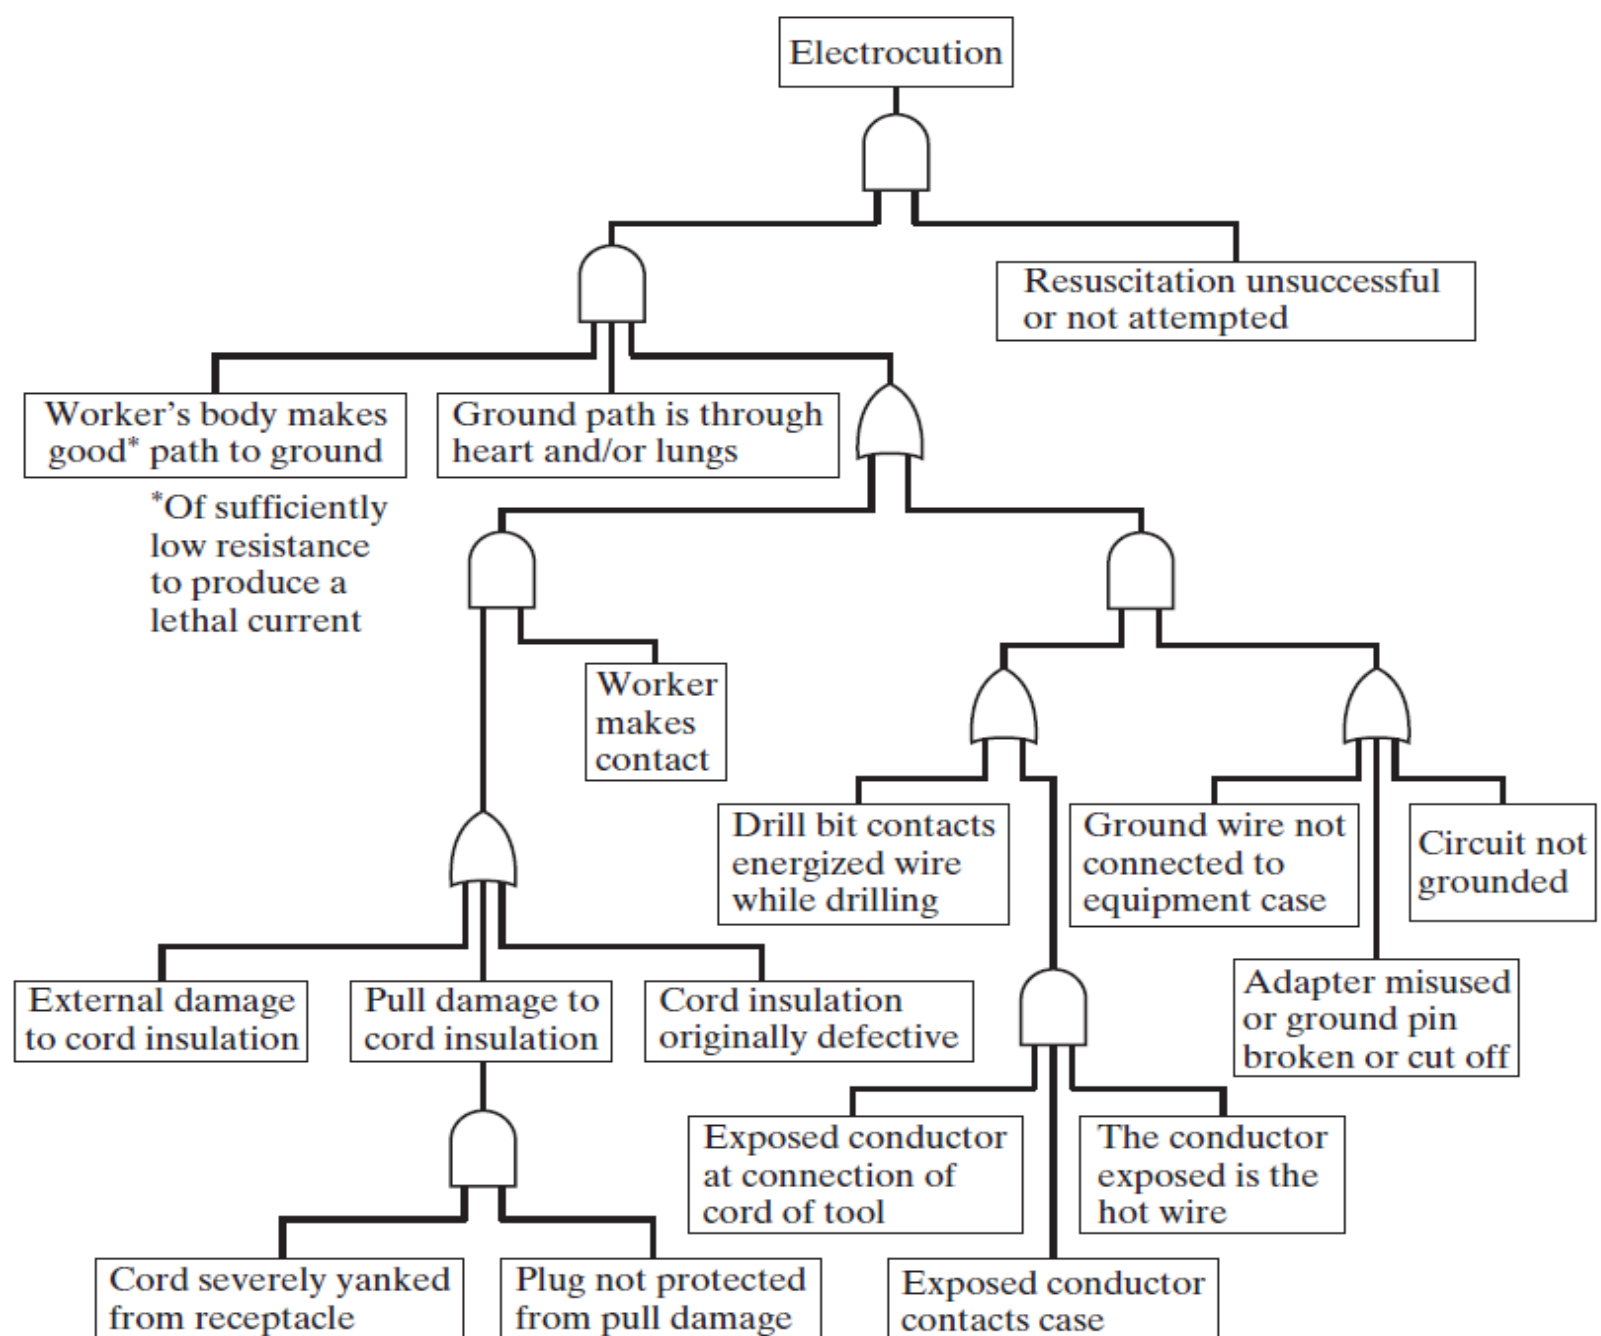 Electrocution
Resuscitation unsuccessful
or not attempted
Worker’s body makes
good* path to ground
*Of sufficiently
low resistance
to produce a
lethal current
Ground path is through
heart and/or lungs
Worker
makes
contact
Drill bit contacts
energized wire
while drilling
Ground wire not
connected to
equipment case
Circuit not
grounded
Adapter misused
or ground pin
broken or cut off
External damage
to cord insulation
Pull damage to
cord insulation
Cord insulation
originally defective
Exposed conductor
at connection of
cord of tool
The conductor
exposed is the
hot wire
Cord severely yanked
from receptacle
Plug not protected
from pull damage
Exposed conductor
contacts case